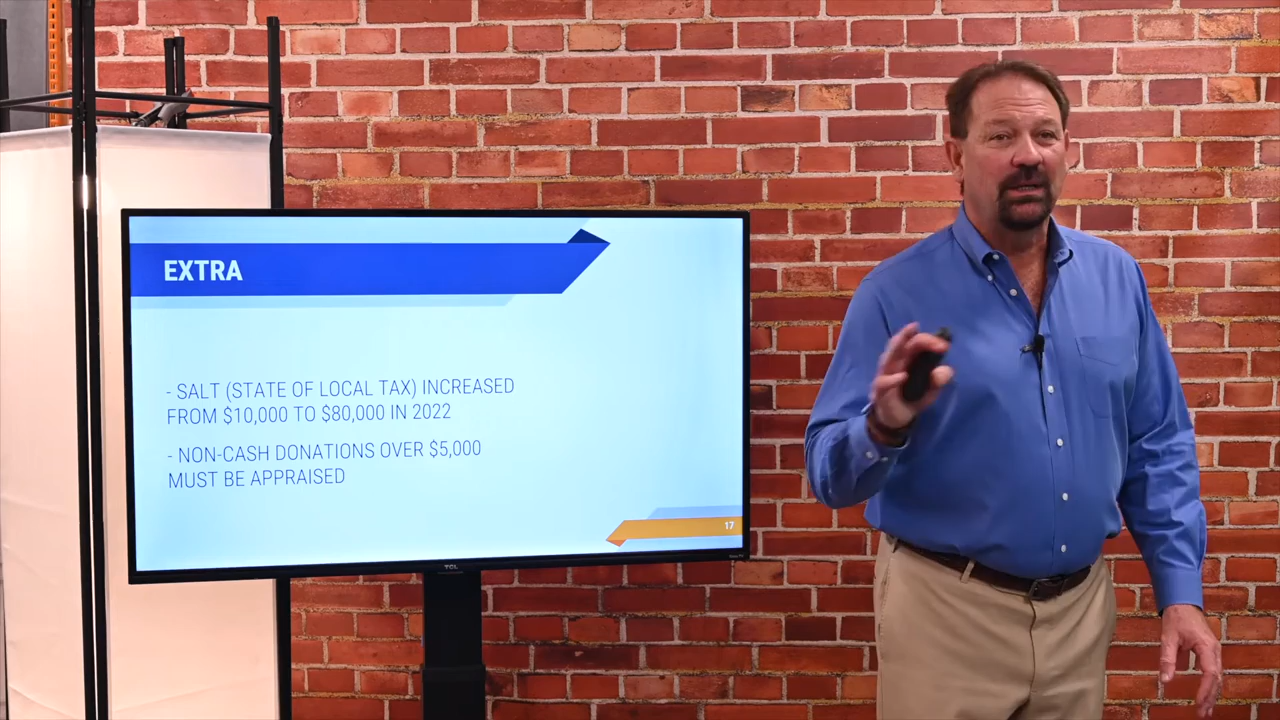 EXTRA
- SALT (STATE OF LOCAL TAX) INCREASED
FROM $10,000 TO $80,000 IN 2022
- NON-CASH DONATIONS OVER $5,000
MUST BE APPRAISED
17
TCL